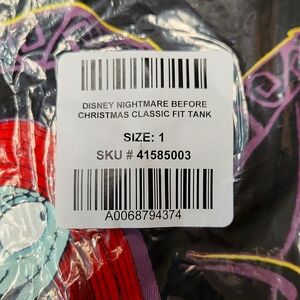 DISNEY NIGHTMARE BEFORE
CHRISTMAS CLASSIC FIT TANK
SIZE: 1
SKU # 41585003
A0068794374